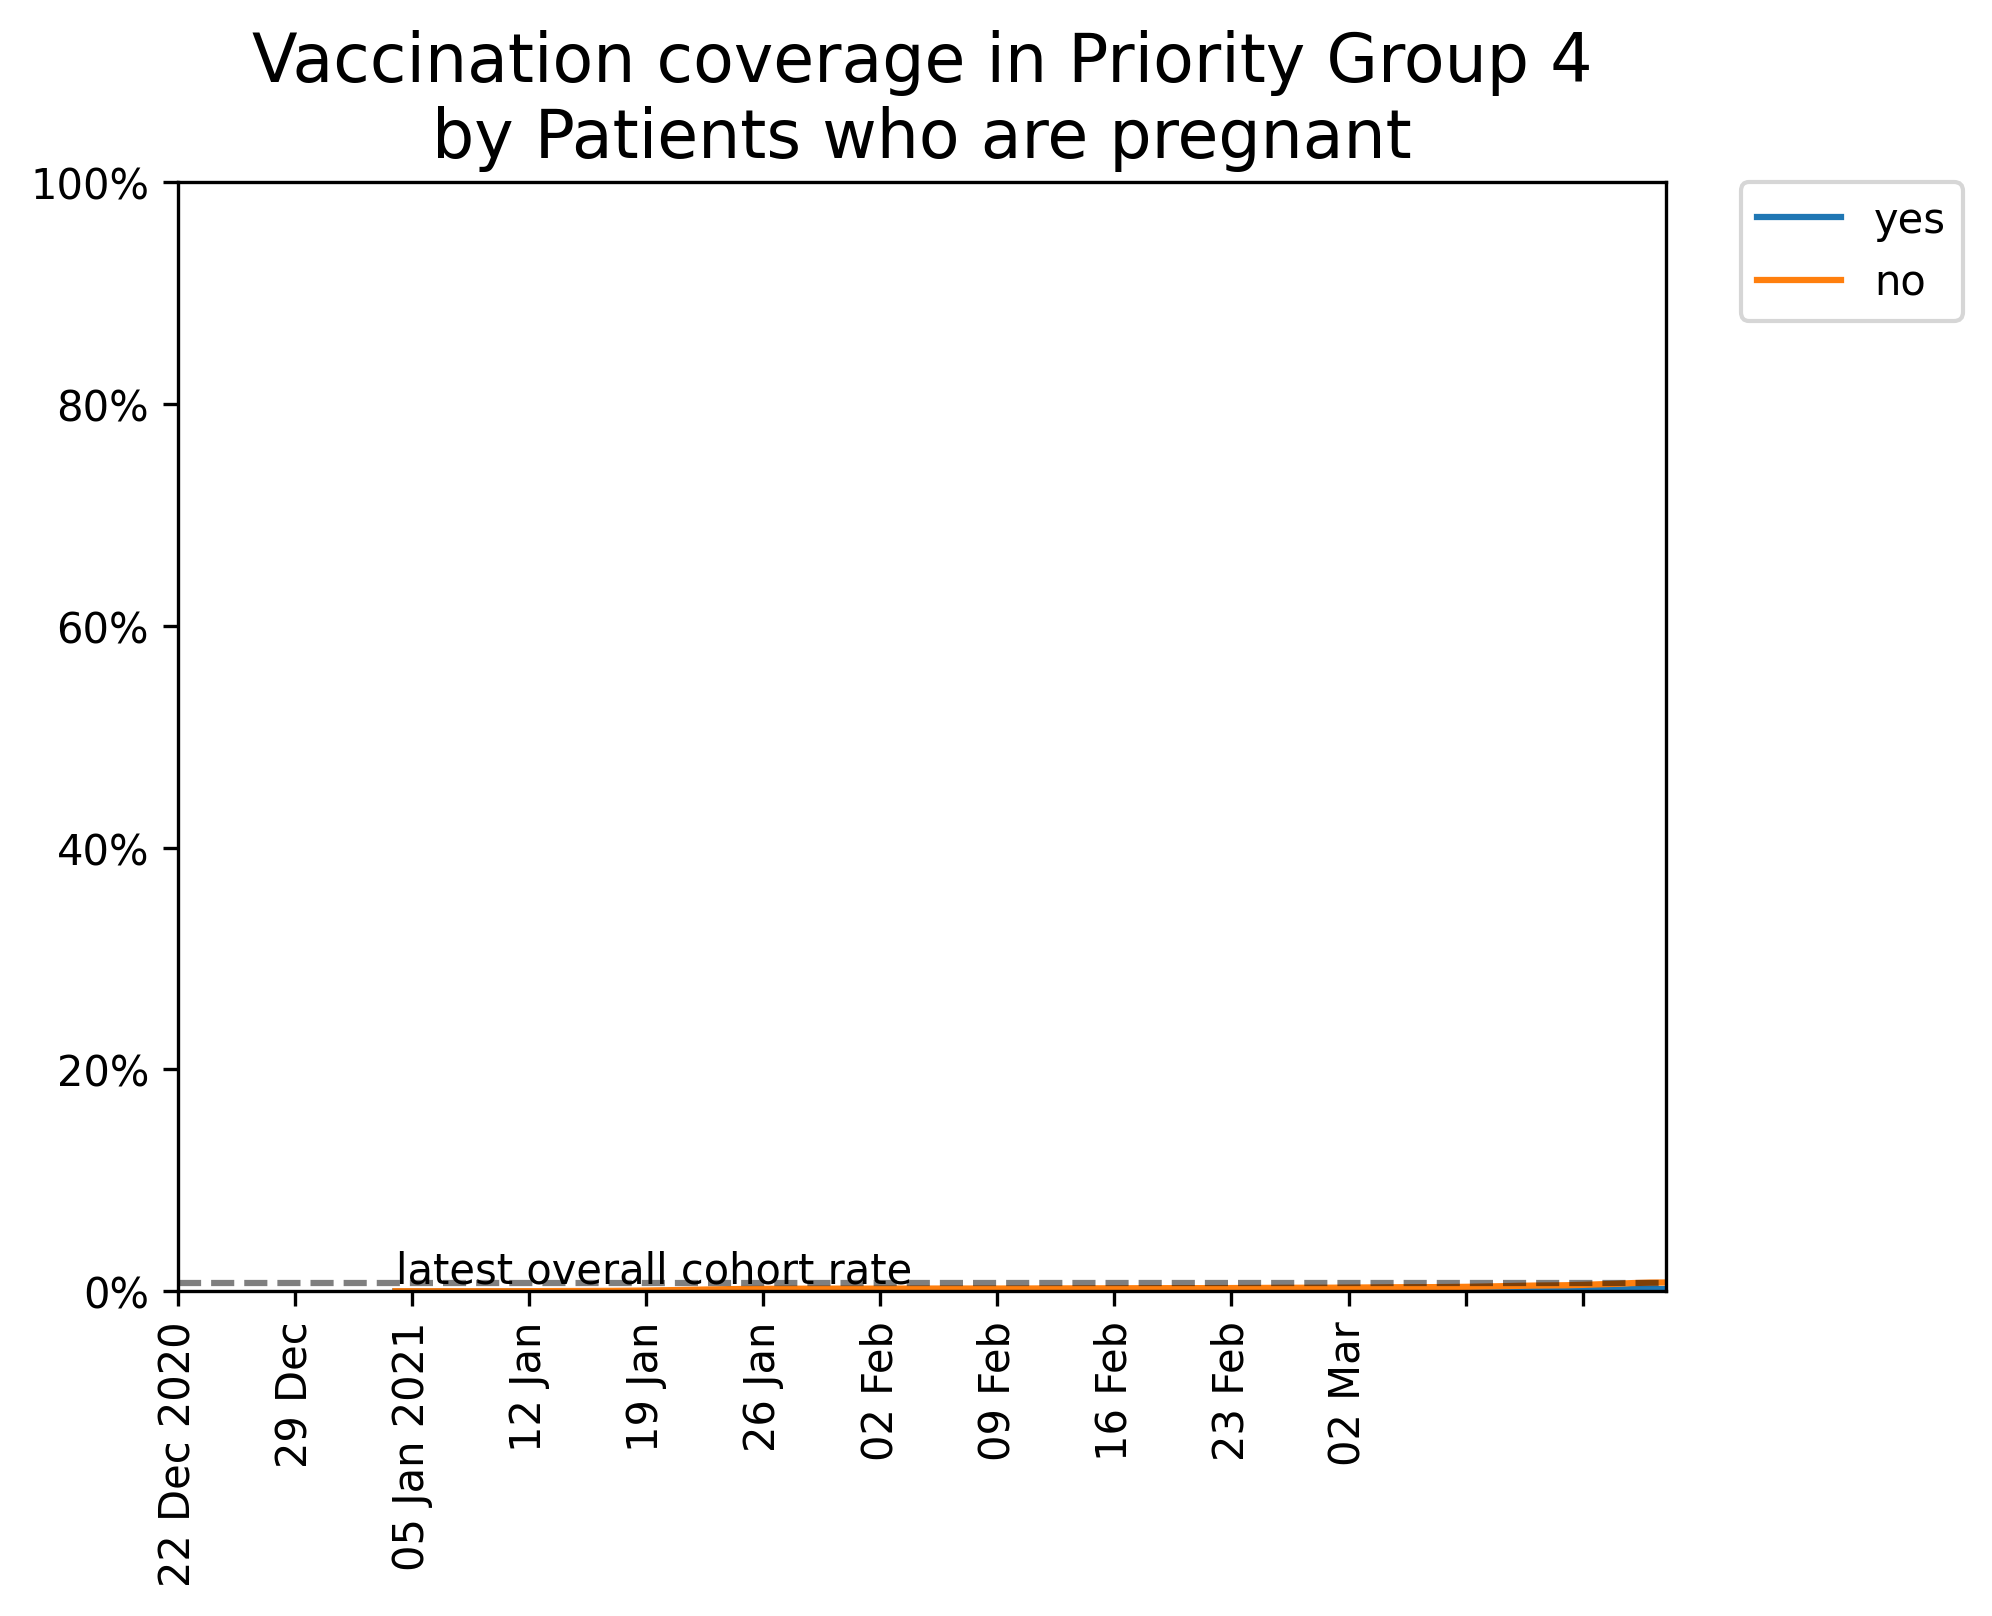 Vaccination coverage in Priority Group 4
by Patients who are pregnant
100%
80%
60%
40%
20%
0%
yes
no
latest overall cohort rate
22 Dec 2020
29 Dec
05 Jan 2021
12 Jan
19 Jan
26 Jan
02 Feb
09 Feb
16 Feb
23 Feb
02 Mar